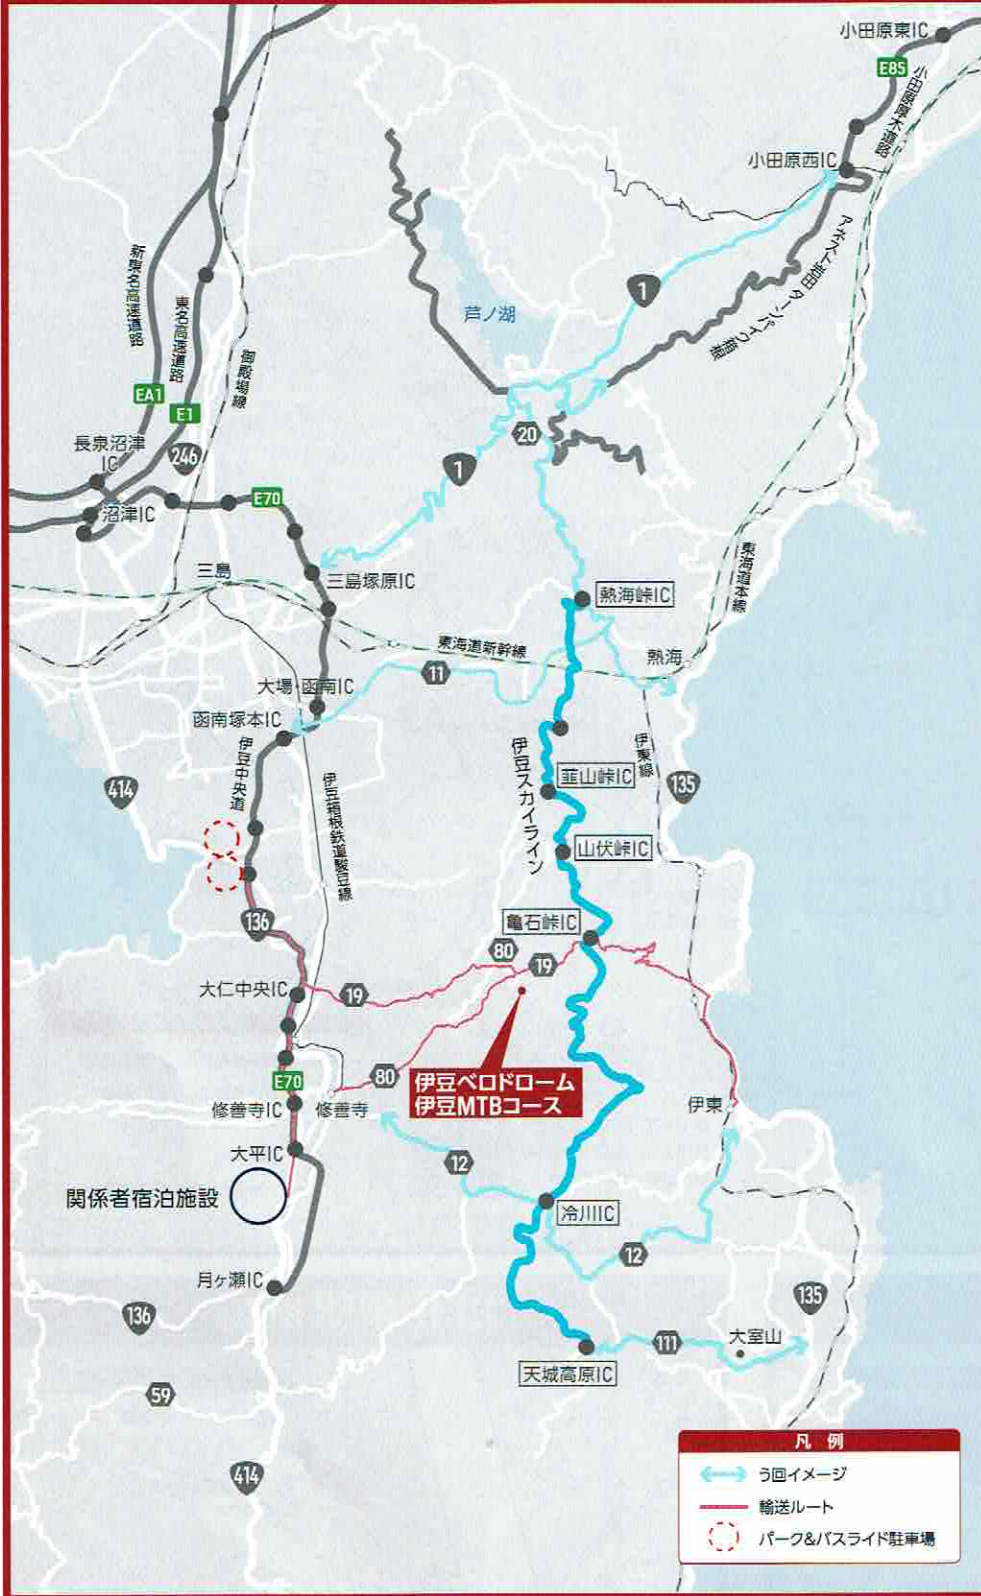 小田原東IC
E85
小田原厚木道路
小田原西IC
アネスト岩田 ターンパイク箱根
1
芦ノ湖
新東名高速道路
東名高速道路
御殿場線
EA1
E1
長泉沼津
IC
246
20
1
沼津IC
E70
三島
三島塚原IC
熱海峠IC
東海道本線
東海道新幹線
熱海
11
大場・函南IC
函南塚本IC
伊豆中央道
伊豆スカイライン
伊東線
韮山峠IC
135
414
伊豆箱根鉄道駿豆線
山伏峠IC
136
亀石峠IC
80
19
大仁中央IC
19
E70
80
伊豆ベロドローム
伊豆MTBコース
修善寺IC
修善寺
伊東
大平IC
12
関係者宿泊施設
冷川IC
12
月ヶ瀬IC
136
135
111
大室山
天城高原IC
59
414
凡 例
う回イメージ
輸送ルート
パーク&バスライド駐車場